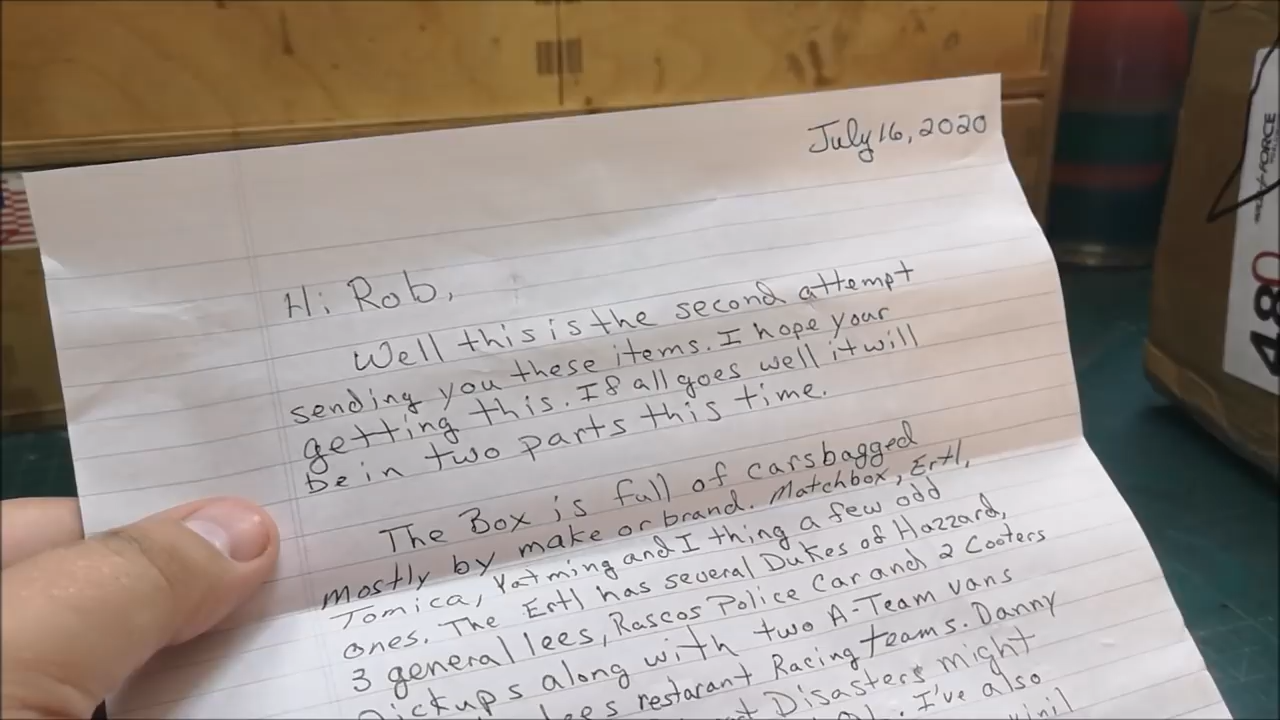 July 16, 2020
Hi Rob,
Well this is the second attempt
sending you these items. I hope your
getting this. If all goes well it will
be in two parts this time.
The Box is full of cars bagged
mostly by make or brand. Matchbox, Ertl,
Tomica, Yatming and I thing a few odd
ones. The Ertl has several Dukes of Hazzard,
3 general lees, Roscos Police Car and 2 Cooters
Pickups along with two A-Team vans
lees restarant Racing teams. Danny
Disasters might
I've also
vinil
FORCE
480